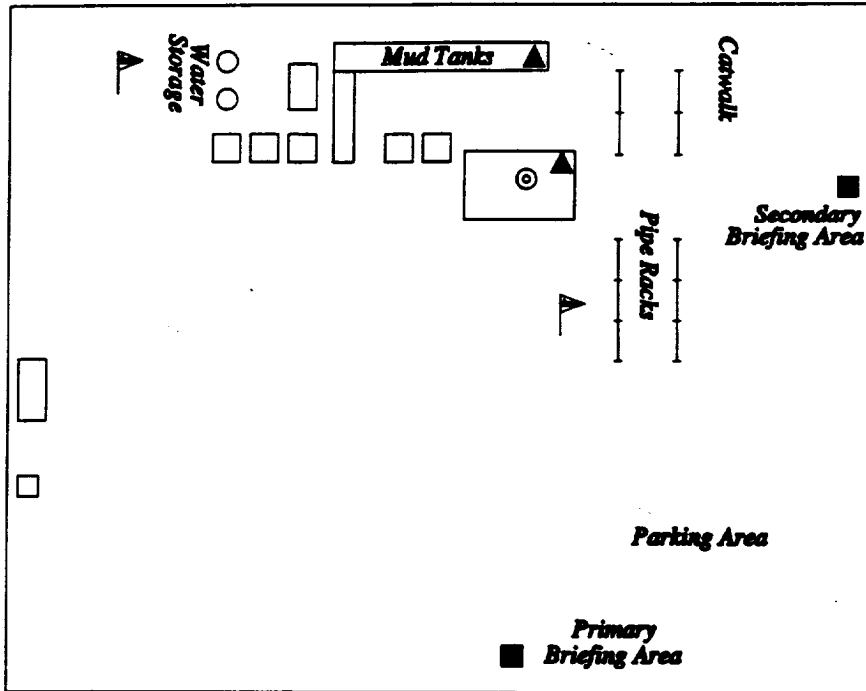 Water
Storage
Mud Tanks
Catwalk
Secondary
Briefing Area
Pipe Racks
Parking Area
Primary
Briefing Area